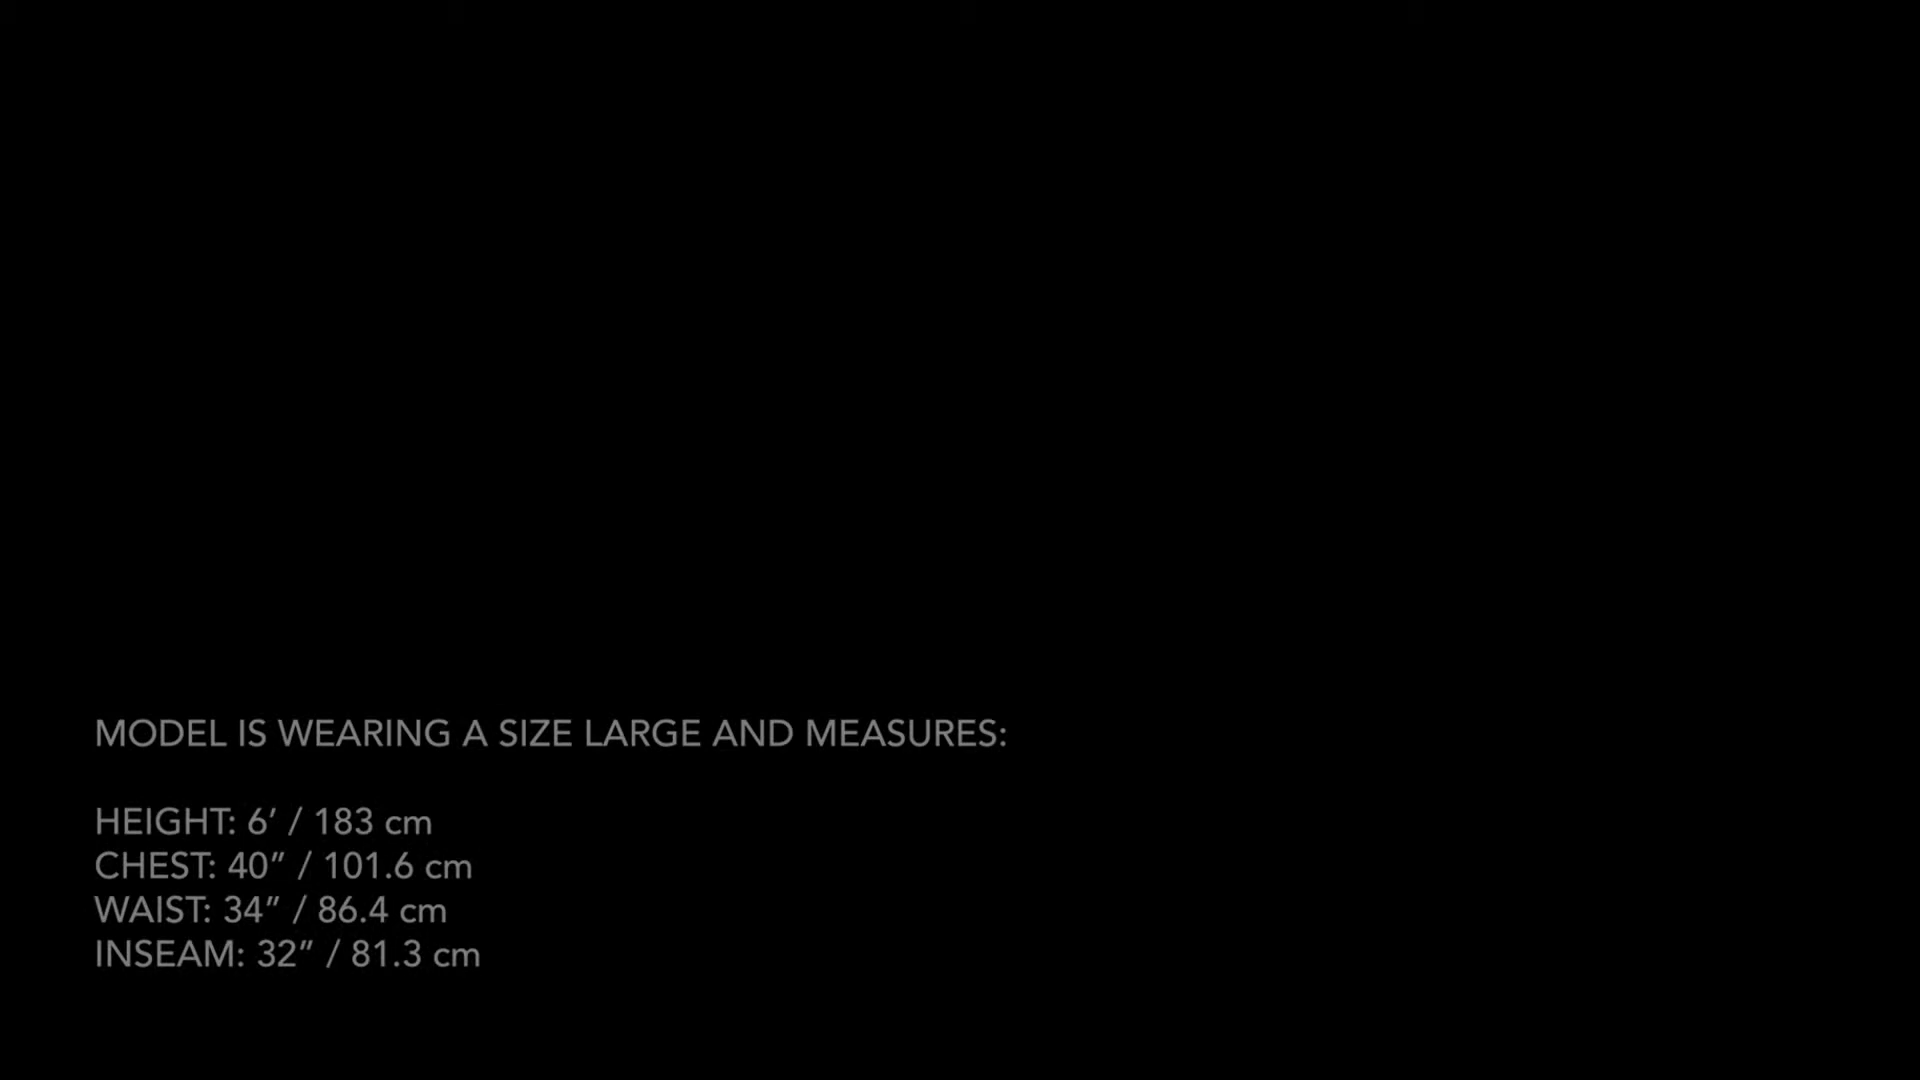 MODEL IS WEARING A SIZE LARGE AND MEASURES:
HEIGHT: 6’ / 183 cm
CHEST: 40” / 101.6 cm
WAIST: 34” / 86.4 cm
INSEAM: 32” / 81.3 cm